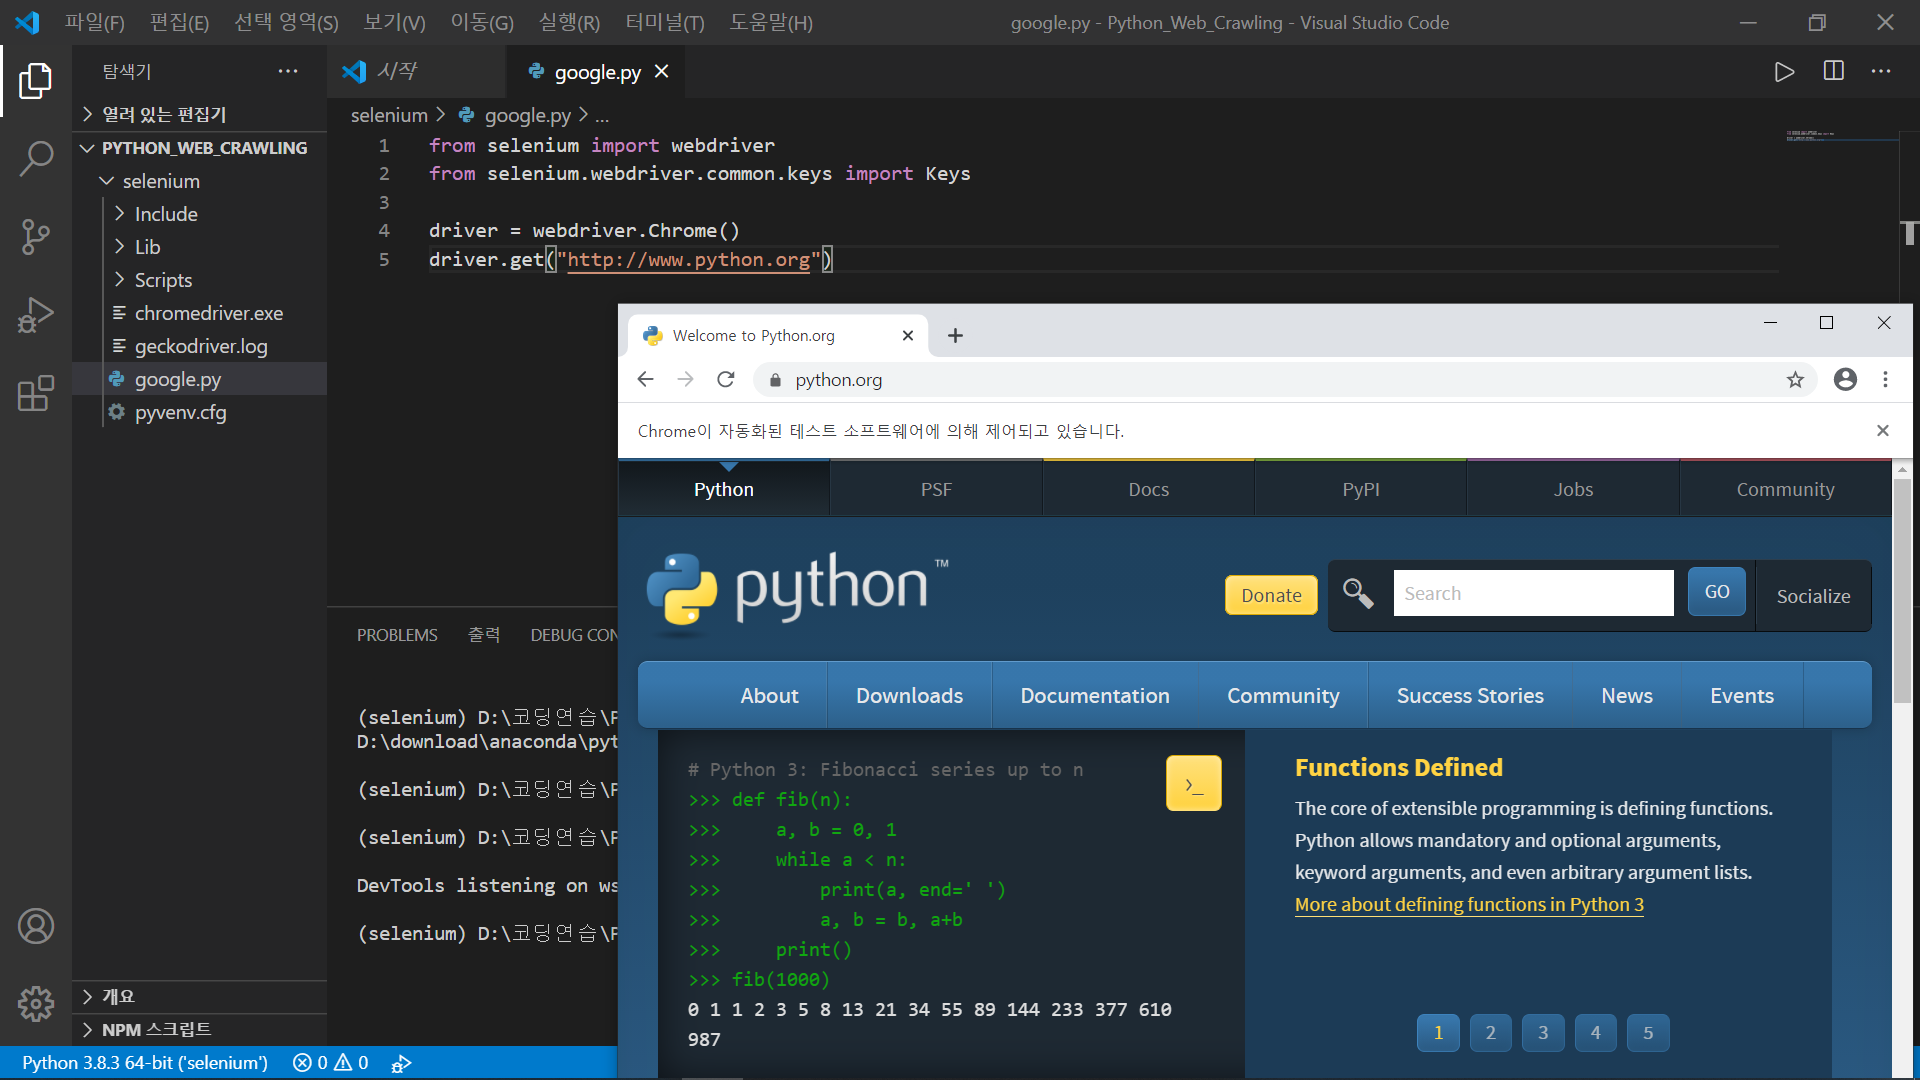 파일(F) 편집(E) 선택 영역(S) 보기(V) 이동(G) 실행(R) 터미널(T) 도움말(H) google.py - Python_Web_Crawling - Visual Studio Code
탐색기
시작 google.py
열려 있는 편집기
PYTHON_WEB_CRAWLING
selenium
Include
Lib
Scripts
chromedriver.exe
geckodriver.log
google.py
pyvenv.cfg
개요
NPM 스크립트
selenium > google.py > ...
1 from selenium import webdriver
2 from selenium.webdriver.common.keys import Keys
3
4 driver = webdriver.Chrome()
5 driver.get("http://www.python.org")
PROBLEMS 출력 DEBUG CON
(selenium) D:\코딩연습\P
D:\download\anaconda\pyt
(selenium) D:\코딩연습\P
(selenium) D:\코딩연습\P
DevTools listening on ws
(selenium) D:\코딩연습\P
Welcome to Python.org
python.org
Chrome이 자동화된 테스트 소프트웨어에 의해 제어되고 있습니다.
Python PSF Docs PyPI Jobs Community
python™
Donate Search GO Socialize
About Downloads Documentation Community Success Stories News Events
# Python 3: Fibonacci series up to n
>>> def fib(n):
>>>     a, b = 0, 1
>>>     while a < n:
>>>         print(a, end=' ')
>>>         a, b = b, a+b
>>>     print()
>>> fib(1000)
0 1 1 2 3 5 8 13 21 34 55 89 144 233 377 610
987
>_
Functions Defined
The core of extensible programming is defining functions.
Python allows mandatory and optional arguments,
keyword arguments, and even arbitrary argument lists.
More about defining functions in Python 3
1 2 3 4 5
Python 3.8.3 64-bit ('selenium') 0 0